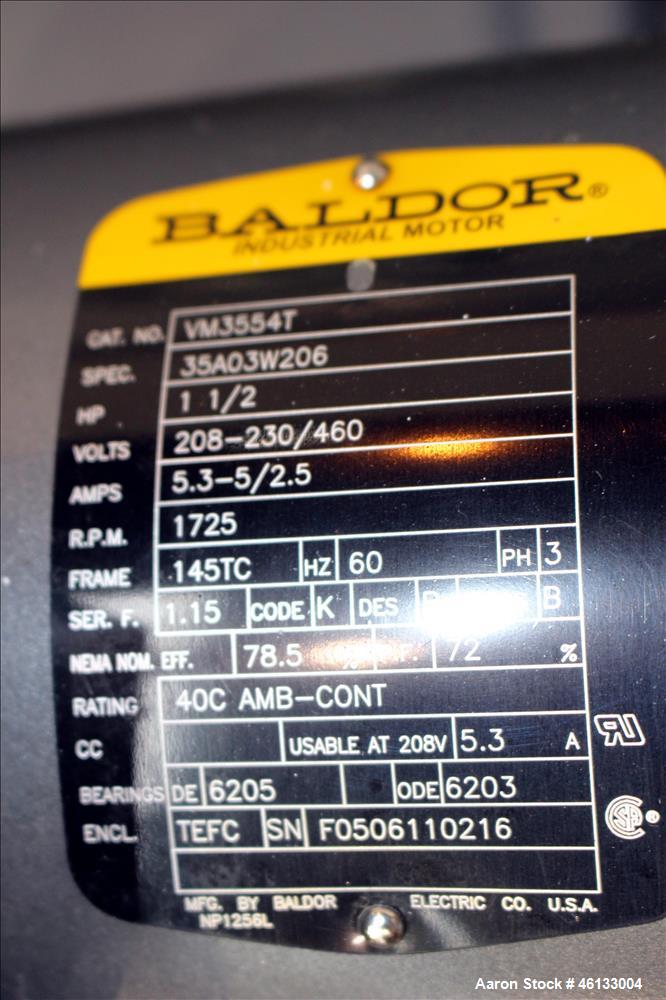 BALDOR®
INDUSTRIAL MOTOR
CAT. NO. VM3554T
SPEC. 35A03W206
HP 1 1/2
VOLTS 208-230/460
AMPS 5.3-5/2.5
R.P.M. 1725
FRAME 145TC HZ 60 PH 3
SER. F. 1.15 CODE K DES B
NEMA NOM. EFF. 78.5 % 72 %
RATING 40C AMB-CONT
CC USABLE AT 208V 5.3 A
BEARINGS DE 6205 ODE 6203
ENCL. TEFC SN F0506110216
MFG. BY BALDOR ELECTRIC CO. U.S.A.
NP1256L
Aaron Stock # 46133004